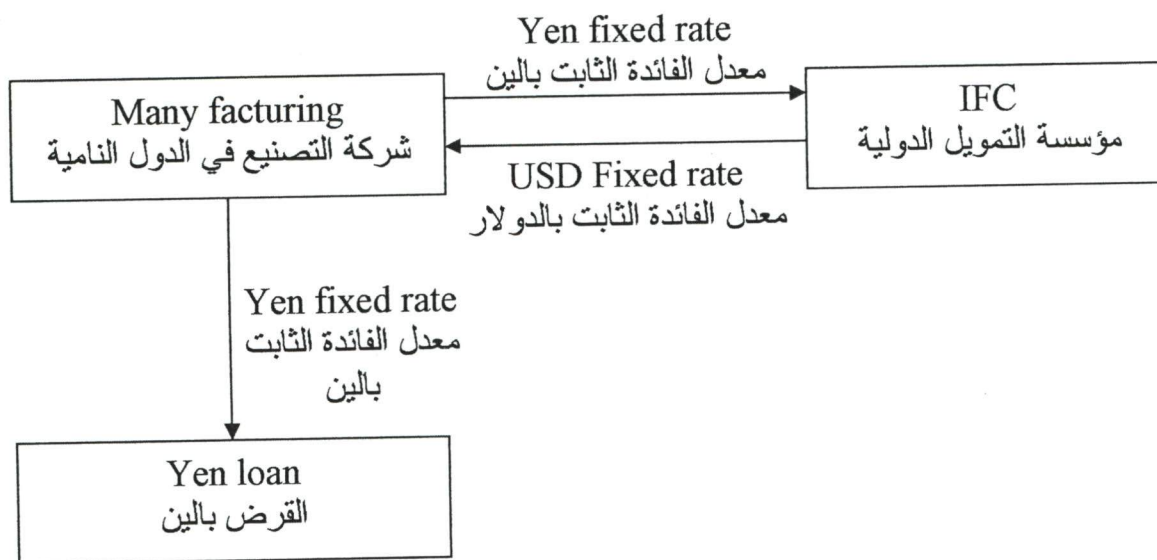 Yen fixed rate
معدل الفائدة الثابت بالين
Many facturing
شركة التصنيع في الدول النامية
IFC
مؤسسة التمويل الدولية
USD Fixed rate
معدل الفائدة الثابت بالدولار
Yen fixed rate
معدل الفائدة الثابت
بالين
Yen loan
القرض بالين